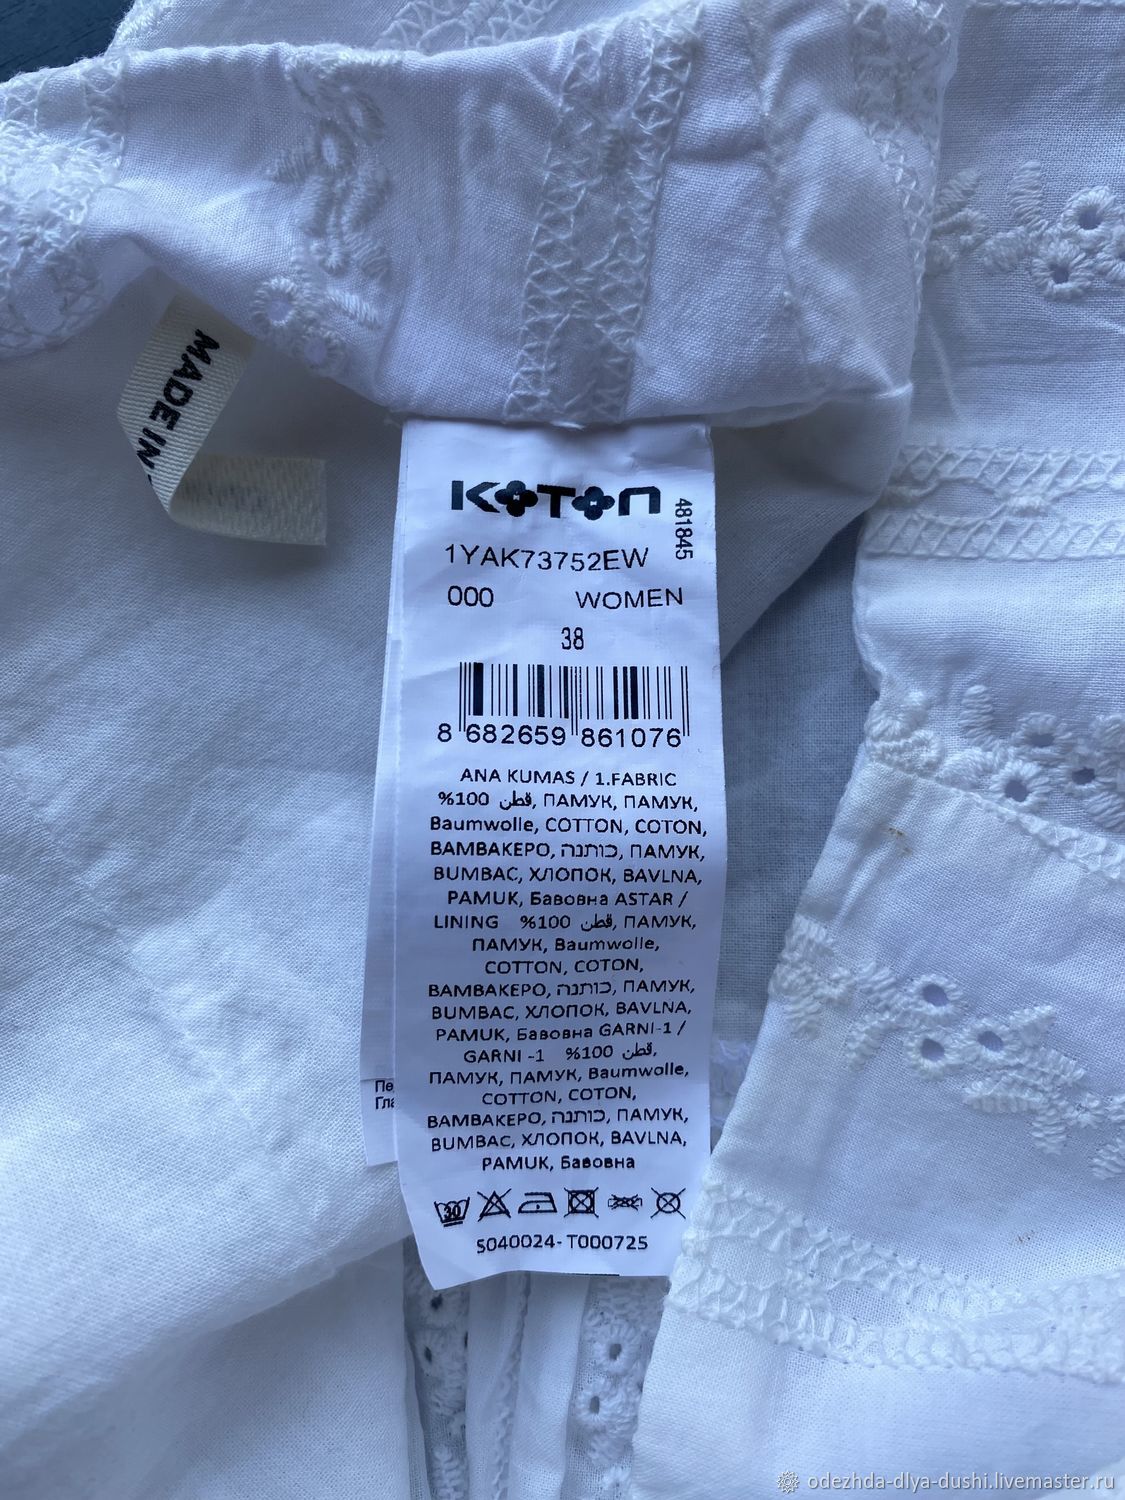 MADE IN
KOTON
481845
1YAK73752EW
000 WOMEN
38
8 682659 861076
ANA KUMAS / 1.FABRIC
%100 قطن, ПАМУК, ПАМУК,
Baumwolle, COTTON, COTON,
BAMBAKEPO, כותנה, ПАМУК,
BUMBAC, ХЛОПОК, BAVLNA,
PAMUK, Бавовна ASTAR /
LINING %100 قطن, ПАМУК,
ПАМУК, Baumwolle,
COTTON, COTON,
BAMBAKEPO, כותנה, ПАМУК,
BUMBAC, ХЛОПОК, BAVLNA,
PAMUK, Бавовна GARNI-1 /
GARNI -1 %100 قطن,
ПАМУК, ПАМУК, Baumwolle,
COTTON, COTON,
BAMBAKEPO, כותנה, ПАМУК,
BUMBAC, ХЛОПОК, BAVLNA,
PAMUK, Бавовна
30
S040024-T000725
odezhda-dlya-dushi.livemaster.ru